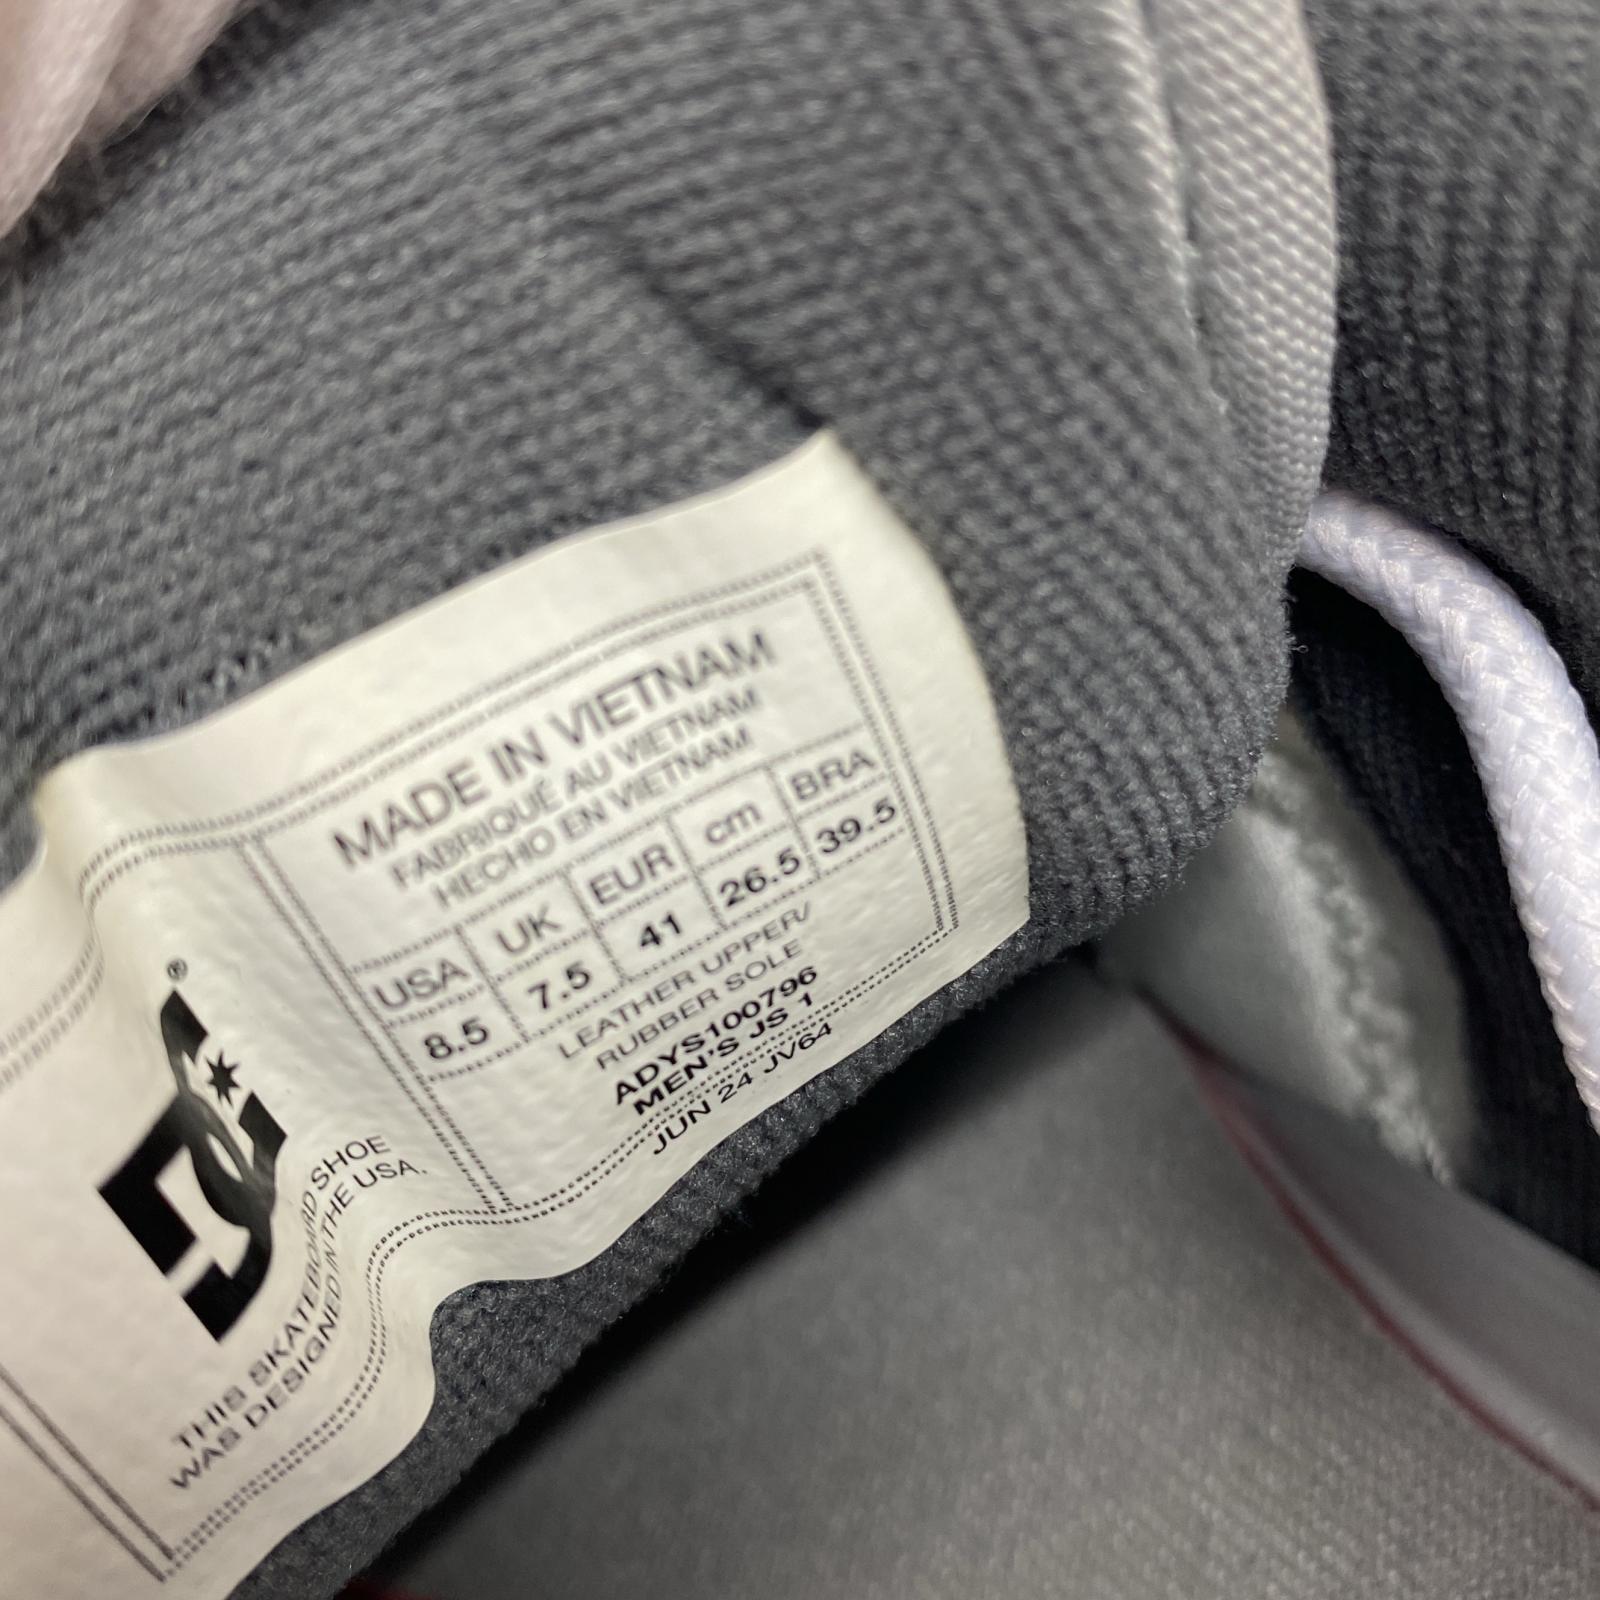 MADE IN VIETNAM
FABRIQUÉ AU VIETNAM
HECHO EN VIETNAM
USA UK EUR cm BRA
8.5 7.5 41 26.5 39.5
LEATHER UPPER/
RUBBER SOLE
ADYS100796
MEN'S JS 1
JUN 24 JV64
DC®
THIS SKATEBOARD SHOE
WAS DESIGNED IN THE USA.